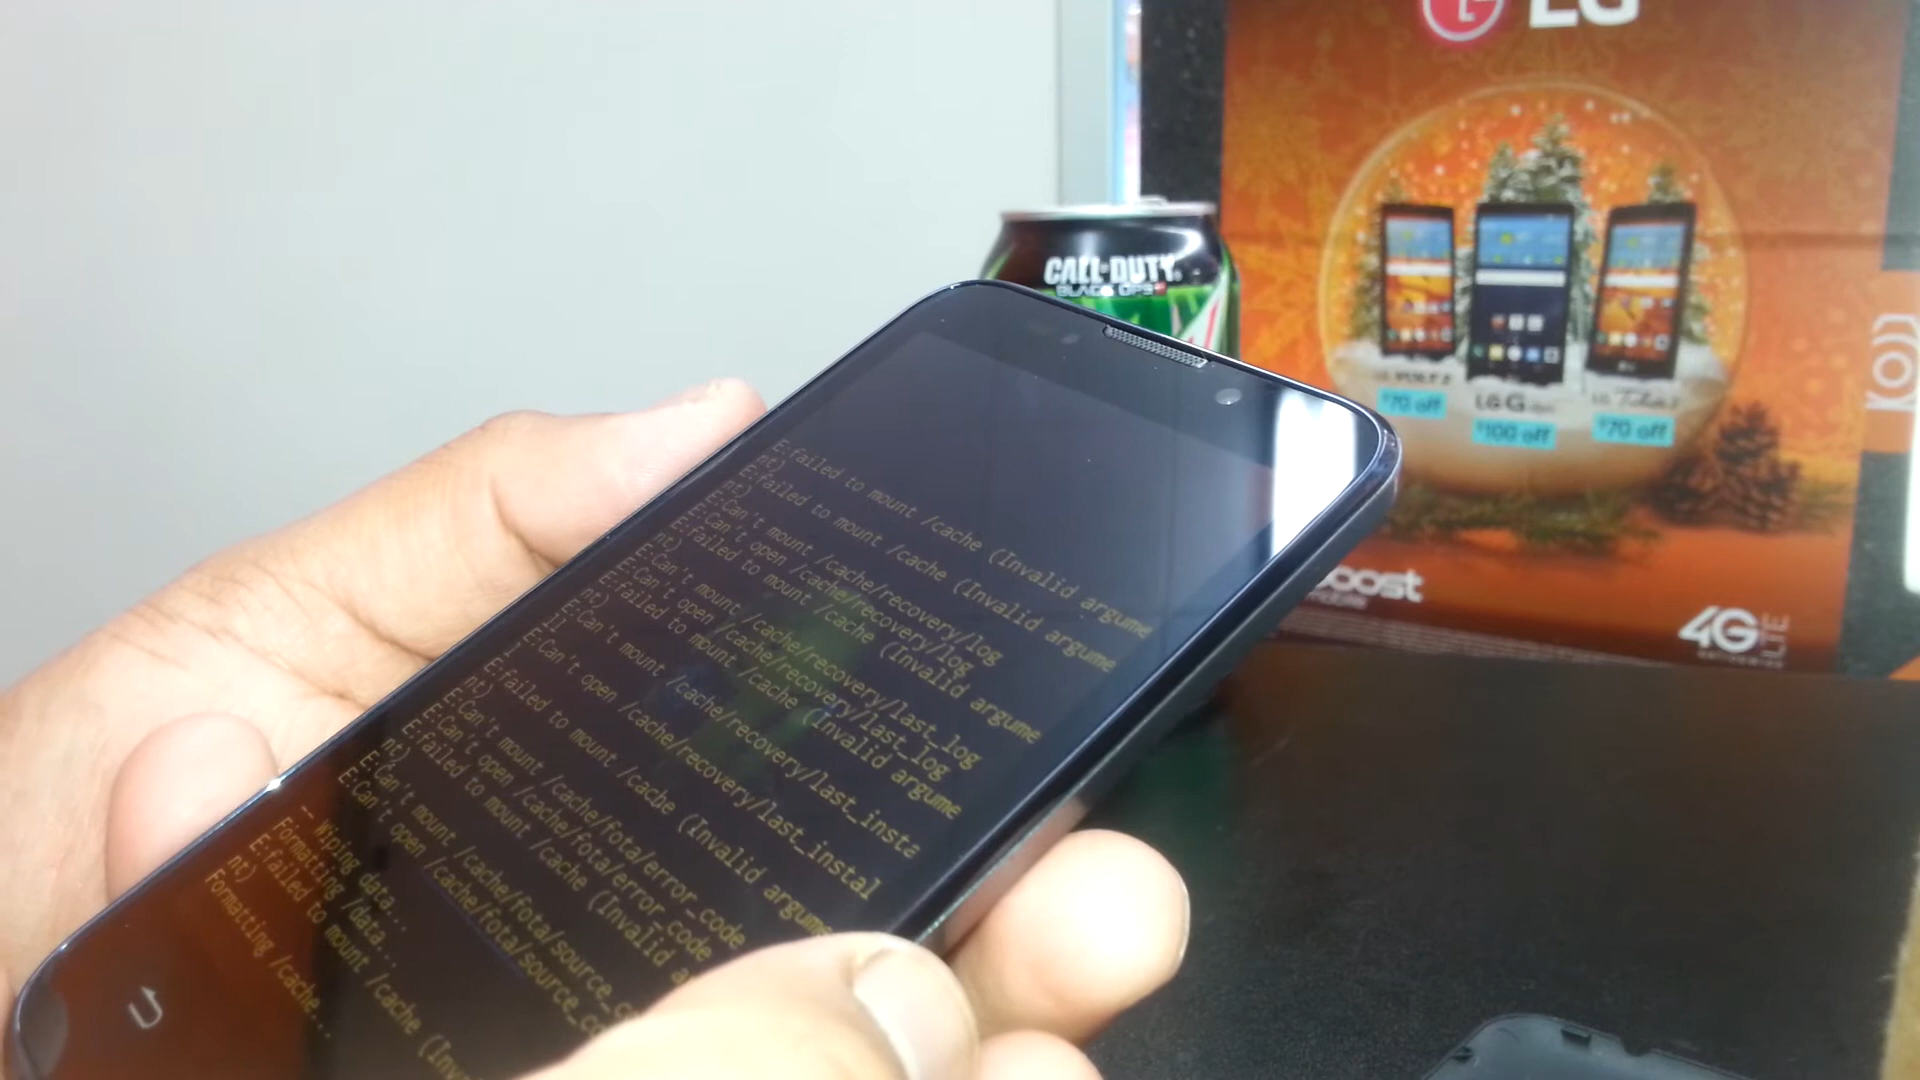 LG
CALL OF DUTY
BLACK OPS
$70 off
LG G
$100 off
$70 off
boost
4G LTE
E:failed to mount /cache (Invalid argume
nt)
E:failed to mount /cache (Invalid argume
nt)
E:Can't mount /cache/recovery/log
E:Can't open /cache/recovery/log
E:failed to mount /cache (Invalid argume
nt)
E:Can't mount /cache/recovery/last_log
E:Can't open /cache/recovery/last_log
E:failed to mount /cache (Invalid argume
nt)
E:Can't mount /cache/recovery/last_insta
ll
E:Can't open /cache/recovery/last_instal
l
E:failed to mount /cache (Invalid argume
nt)
E:Can't mount /cache/fota/error_code
E:Can't open /cache/fota/error_code
E:failed to mount /cache (Invalid a
nt)
E:Can't mount /cache/fota/source_co
E:Can't open /cache/fota/source_co
-- Wiping data...
Formatting /data...
E:failed to mount /cache (Inv
nt)
Formatting /cache...